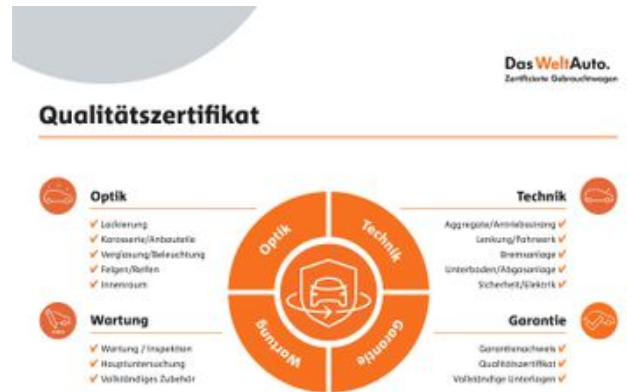 Das WeltAuto.
Zertifizierte Gebrauchtwagen
Qualitätszertifikat
Optik
Lackierung
Karosserie/Anbauteile
Verglasung/Beleuchtung
Felgen/Reifen
Innenraum
Technik
Aggregate/Antriebsstrang
Lenkung/Fahrwerk
Bremsanlage
Unterboden/Abgasanlage
Sicherheit/Elektrik
Optik
Technik
Wartung
Garantie
Wartung
Wartung / Inspektion
Hauptuntersuchung
Vollständiges Zubehör
Garantie
Garantienachweis
Qualitätszertifikat
Vollständige Unterlagen